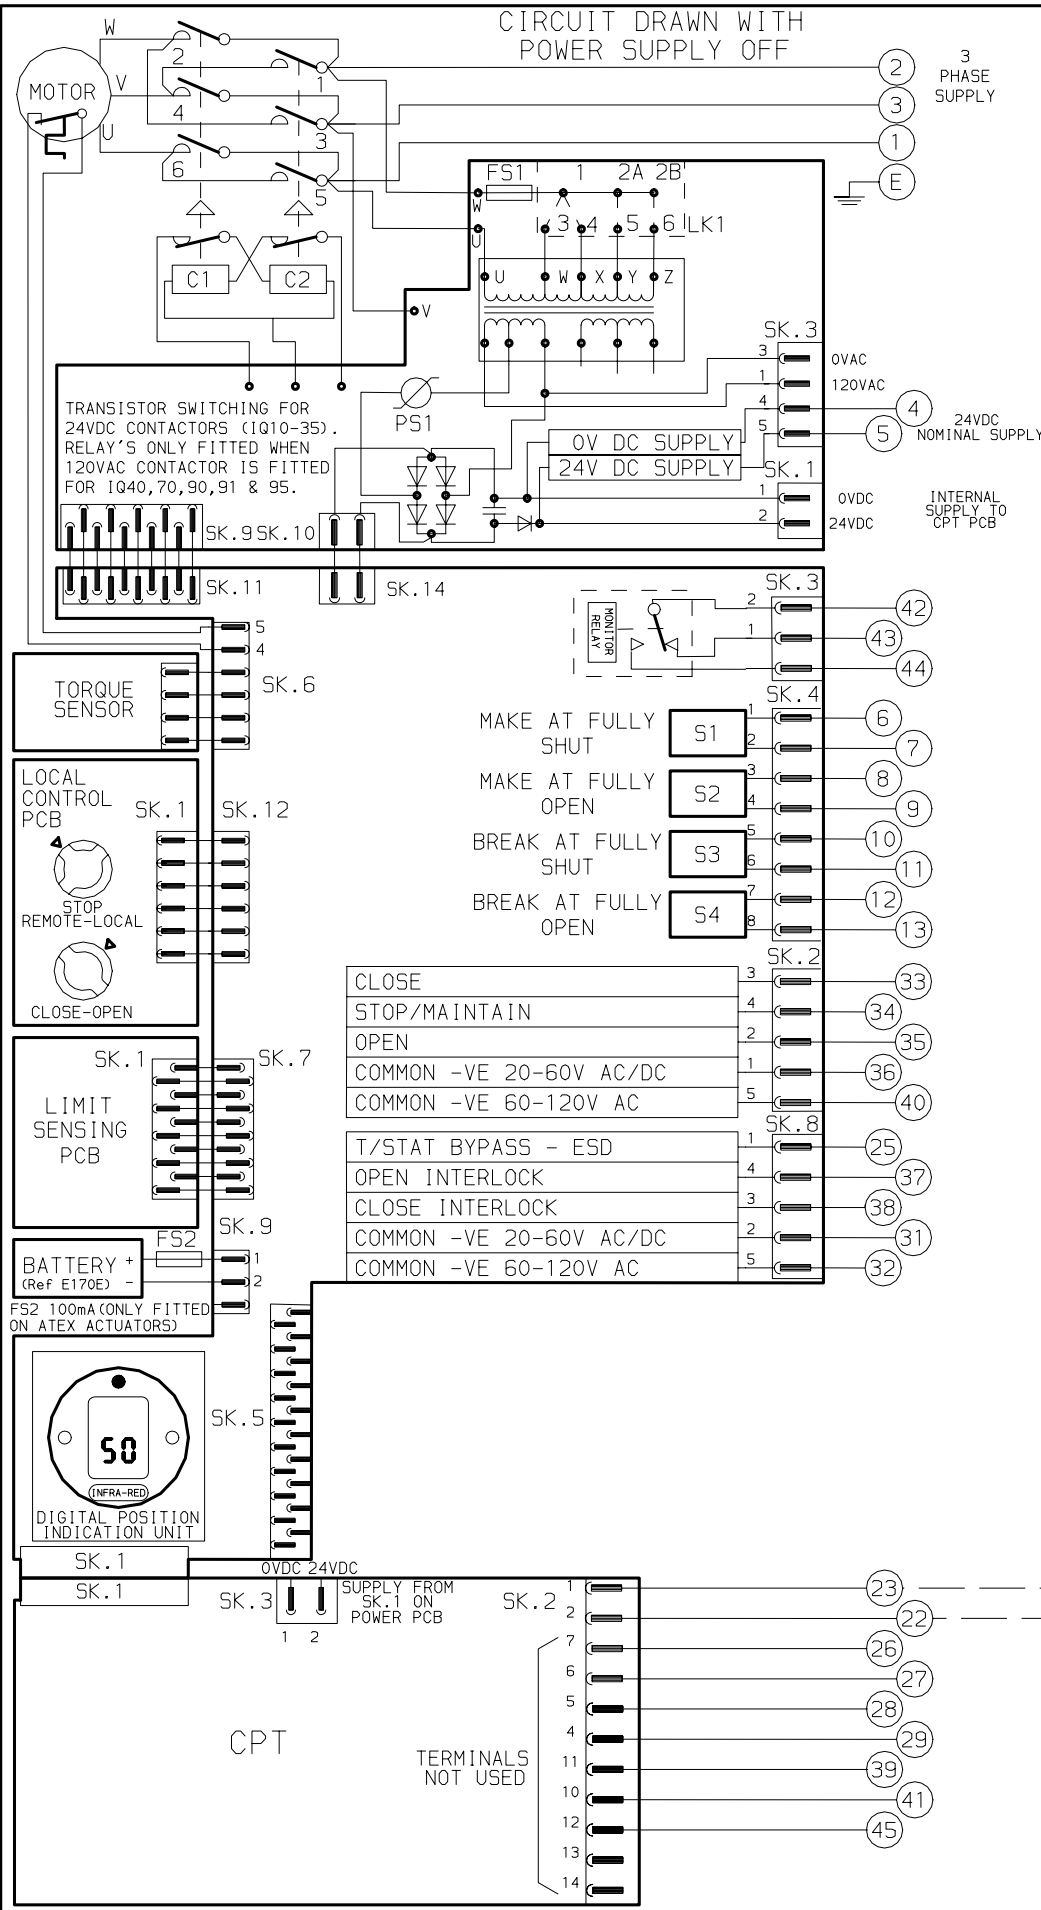 CIRCUIT DRAWN WITH
POWER SUPPLY OFF
W
V
U
MOTOR
2
4
6
1
3
5
2
3
1
E
3
PHASE
SUPPLY
C1
C2
FS1
1
2A
2B
W
U
3
4
5
6
LK1
U
W
X
Y
Z
V
PS1
TRANSISTOR SWITCHING FOR
24VDC CONTACTORS (IQ10-35).
RELAY'S ONLY FITTED WHEN
120VAC CONTACTOR IS FITTED
FOR IQ40,70,90,91 & 95.
SK.3
3 0VAC
1 120VAC
4
5
4
5
24VDC
NOMINAL SUPPLY
0V DC SUPPLY
24V DC SUPPLY
SK.1
1 0VDC
2 24VDC
INTERNAL
SUPPLY TO
CPT PCB
SK.9
SK.10
SK.11
SK.14
5
4
SK.6
TORQUE
SENSOR
MONITOR
RELAY
SK.3
2 42
1 43
44
SK.4
MAKE AT FULLY
SHUT
S1
1 6
2 7
MAKE AT FULLY
OPEN
S2
3 8
4 9
BREAK AT FULLY
SHUT
S3
5 10
6 11
BREAK AT FULLY
OPEN
S4
7 12
8 13
LOCAL
CONTROL
PCB
SK.1
SK.12
STOP
REMOTE-LOCAL
CLOSE-OPEN
SK.2
CLOSE 3 33
STOP/MAINTAIN 4 34
OPEN 2 35
COMMON -VE 20-60V AC/DC 1 36
COMMON -VE 60-120V AC 5 40
SK.8
T/STAT BYPASS - ESD 1 25
OPEN INTERLOCK 4 37
CLOSE INTERLOCK 3 38
COMMON -VE 20-60V AC/DC 2 31
COMMON -VE 60-120V AC 5 32
LIMIT
SENSING
PCB
SK.1
SK.7
SK.9
FS2
BATTERY + 1
(Ref E170E) - 2
FS2 100mA(ONLY FITTED
ON ATEX ACTUATORS)
SK.5
50
INFRA-RED
DIGITAL POSITION
INDICATION UNIT
SK.1
SK.1
0VDC 24VDC
SK.3
1 2
SUPPLY FROM
SK.1 ON
POWER PCB
SK.2
1 23
2 22
7 26
6 27
5 28
4 29
11 39
10 41
12 45
13
14
CPT
TERMINALS
NOT USED